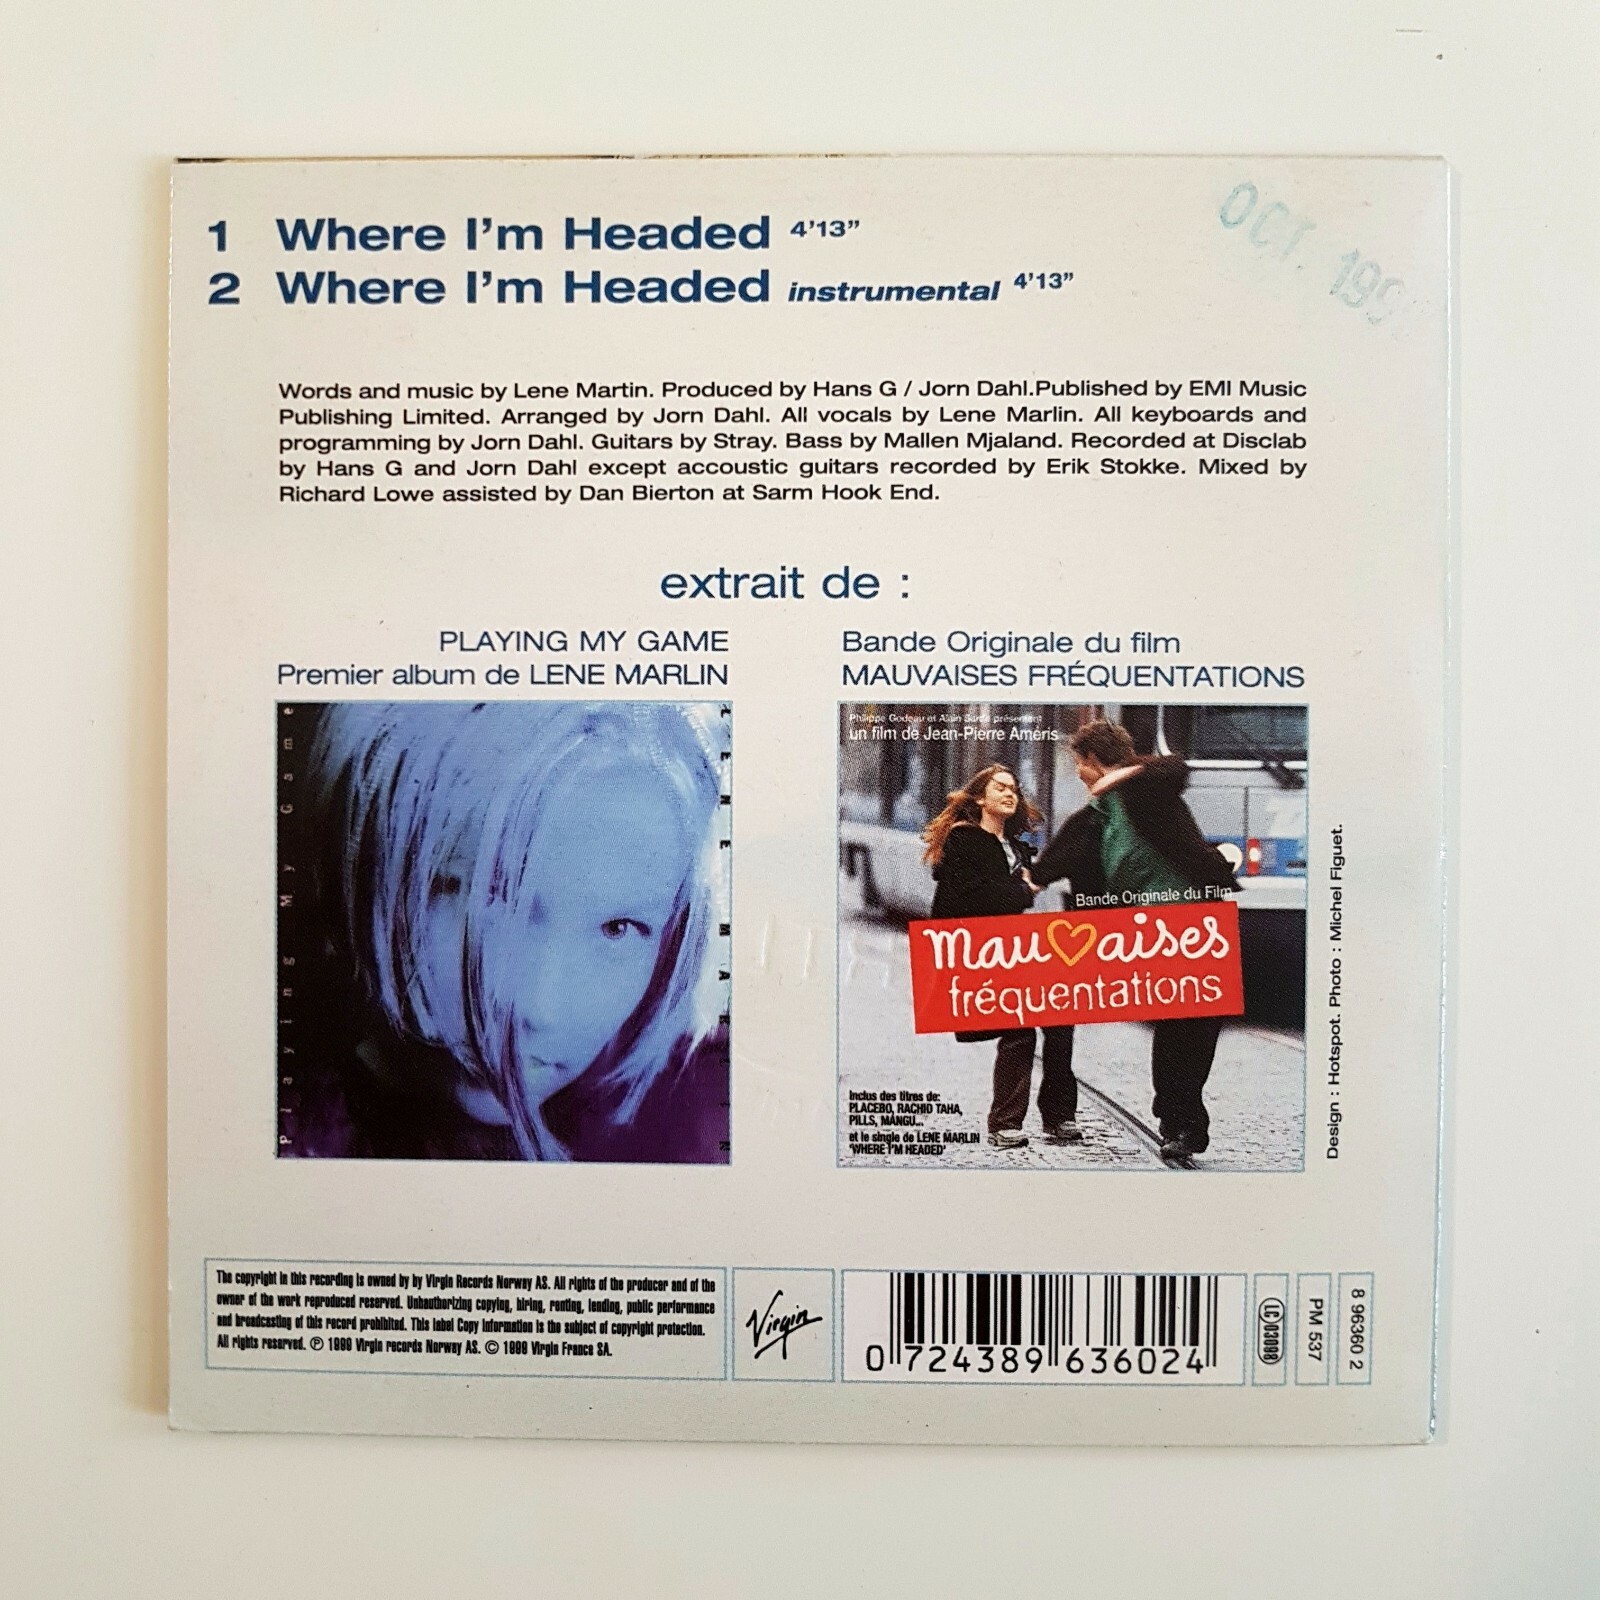 OCT. 199
1 Where I'm Headed 4'13"
2 Where I'm Headed instrumental 4'13"
Words and music by Lene Martin. Produced by Hans G / Jorn Dahl.Published by EMI Music
Publishing Limited. Arranged by Jorn Dahl. All vocals by Lene Marlin. All keyboards and
programming by Jorn Dahl. Guitars by Stray. Bass by Mallen Mjaland. Recorded at Disclab
by Hans G and Jorn Dahl except accoustic guitars recorded by Erik Stokke. Mixed by
Richard Lowe assisted by Dan Bierton at Sarm Hook End.
extrait de :
PLAYING MY GAME
Premier album de LENE MARLIN
Playing My Game
LENE MARLIN
Bande Originale du film
MAUVAISES FRÉQUENTATIONS
Philippe Godeau et Alain Sarde présentent
un film de Jean-Pierre Améris
Bande Originale du Film
mauvaises
fréquentations
Inclus des titres de:
PLACEBO, RACHID TAHA,
PILLS, MANGU...
et le single de LENE MARLIN
'WHERE I'M HEADED'
Design : Hotspot. Photo : Michel Figuet.
The copyright in this recording is owned by by Virgin Records Norway AS. All rights of the producer and of the
owner of the work reproduced reserved. Unhauthorizing copying, hiring, renting, lending, public performance
and broadcasting of this record prohibited. This label Copy information is the subject of copyright protection.
All rights reserved. ℗ 1999 Virgin records Norway AS. © 1999 Virgin France SA.
Virgin
0 724389 636024
LC 0309
PM 537
8 96360 2